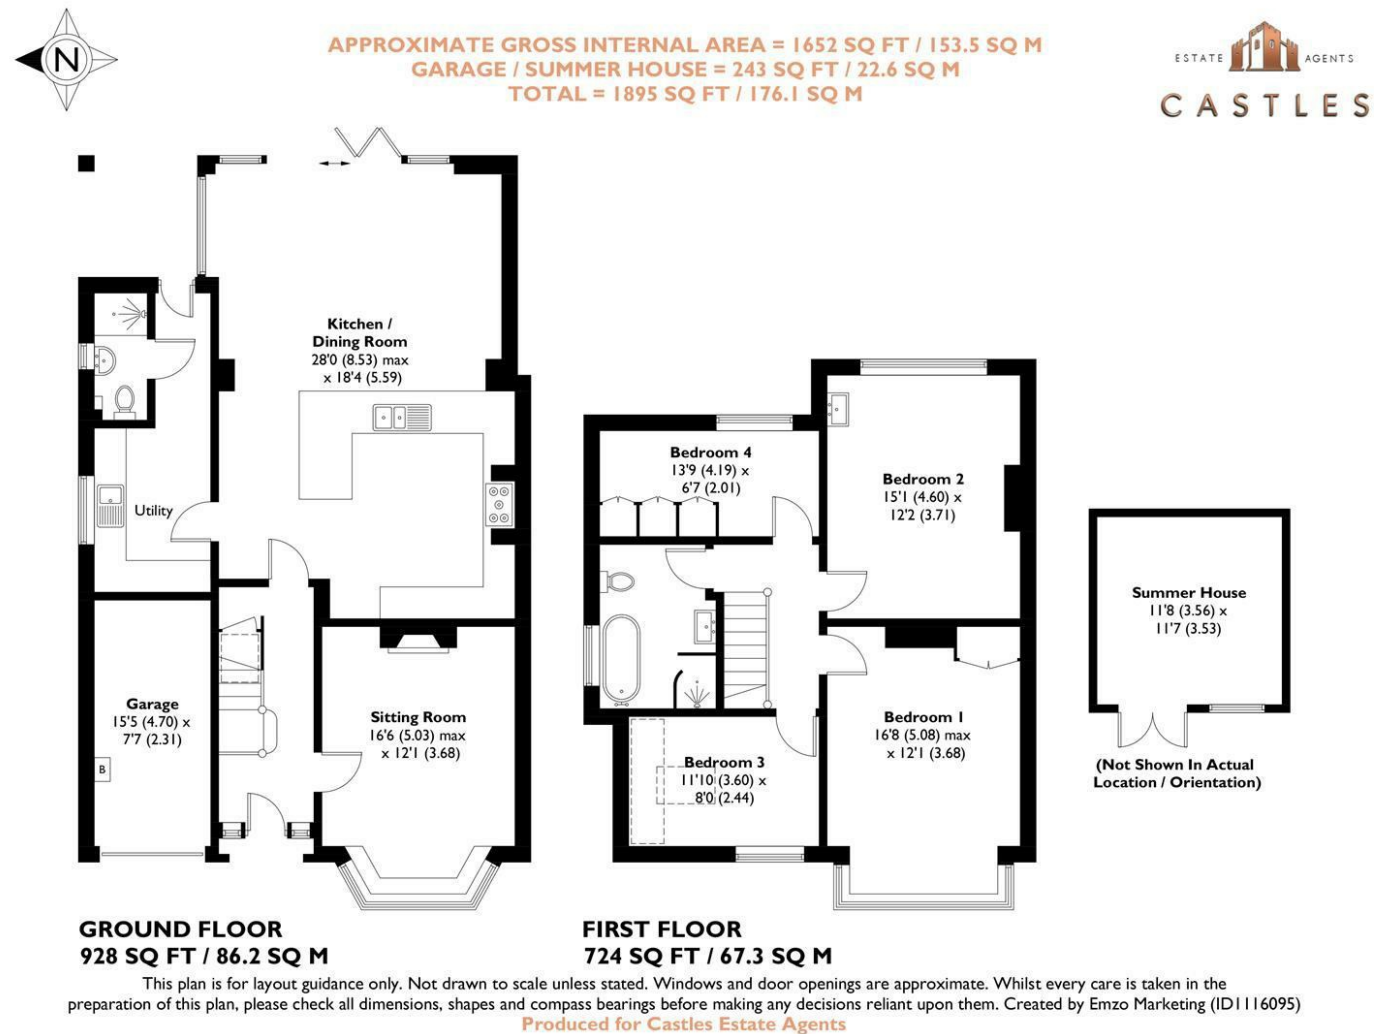 N
APPROXIMATE GROSS INTERNAL AREA = 1652 SQ FT / 153.5 SQ M
GARAGE / SUMMER HOUSE = 243 SQ FT / 22.6 SQ M
TOTAL = 1895 SQ FT / 176.1 SQ M
ESTATE AGENTS
CASTLES
Kitchen /
Dining Room
28'0 (8.53) max
x 18'4 (5.59)
Utility
Garage
15'5 (4.70) x
7'7 (2.31)
B
Sitting Room
16'6 (5.03) max
x 12'1 (3.68)
Bedroom 4
13'9 (4.19) x
6'7 (2.01)
Bedroom 2
15'1 (4.60) x
12'2 (3.71)
Bedroom 1
16'8 (5.08) max
x 12'1 (3.68)
Bedroom 3
11'10 (3.60) x
8'0 (2.44)
Summer House
11'8 (3.56) x
11'7 (3.53)
(Not Shown In Actual
Location / Orientation)
GROUND FLOOR
928 SQ FT / 86.2 SQ M
FIRST FLOOR
724 SQ FT / 67.3 SQ M
This plan is for layout guidance only. Not drawn to scale unless stated. Windows and door openings are approximate. Whilst every care is taken in the
preparation of this plan, please check all dimensions, shapes and compass bearings before making any decisions reliant upon them. Created by Emzo Marketing (ID1116095)
Produced for Castles Estate Agents